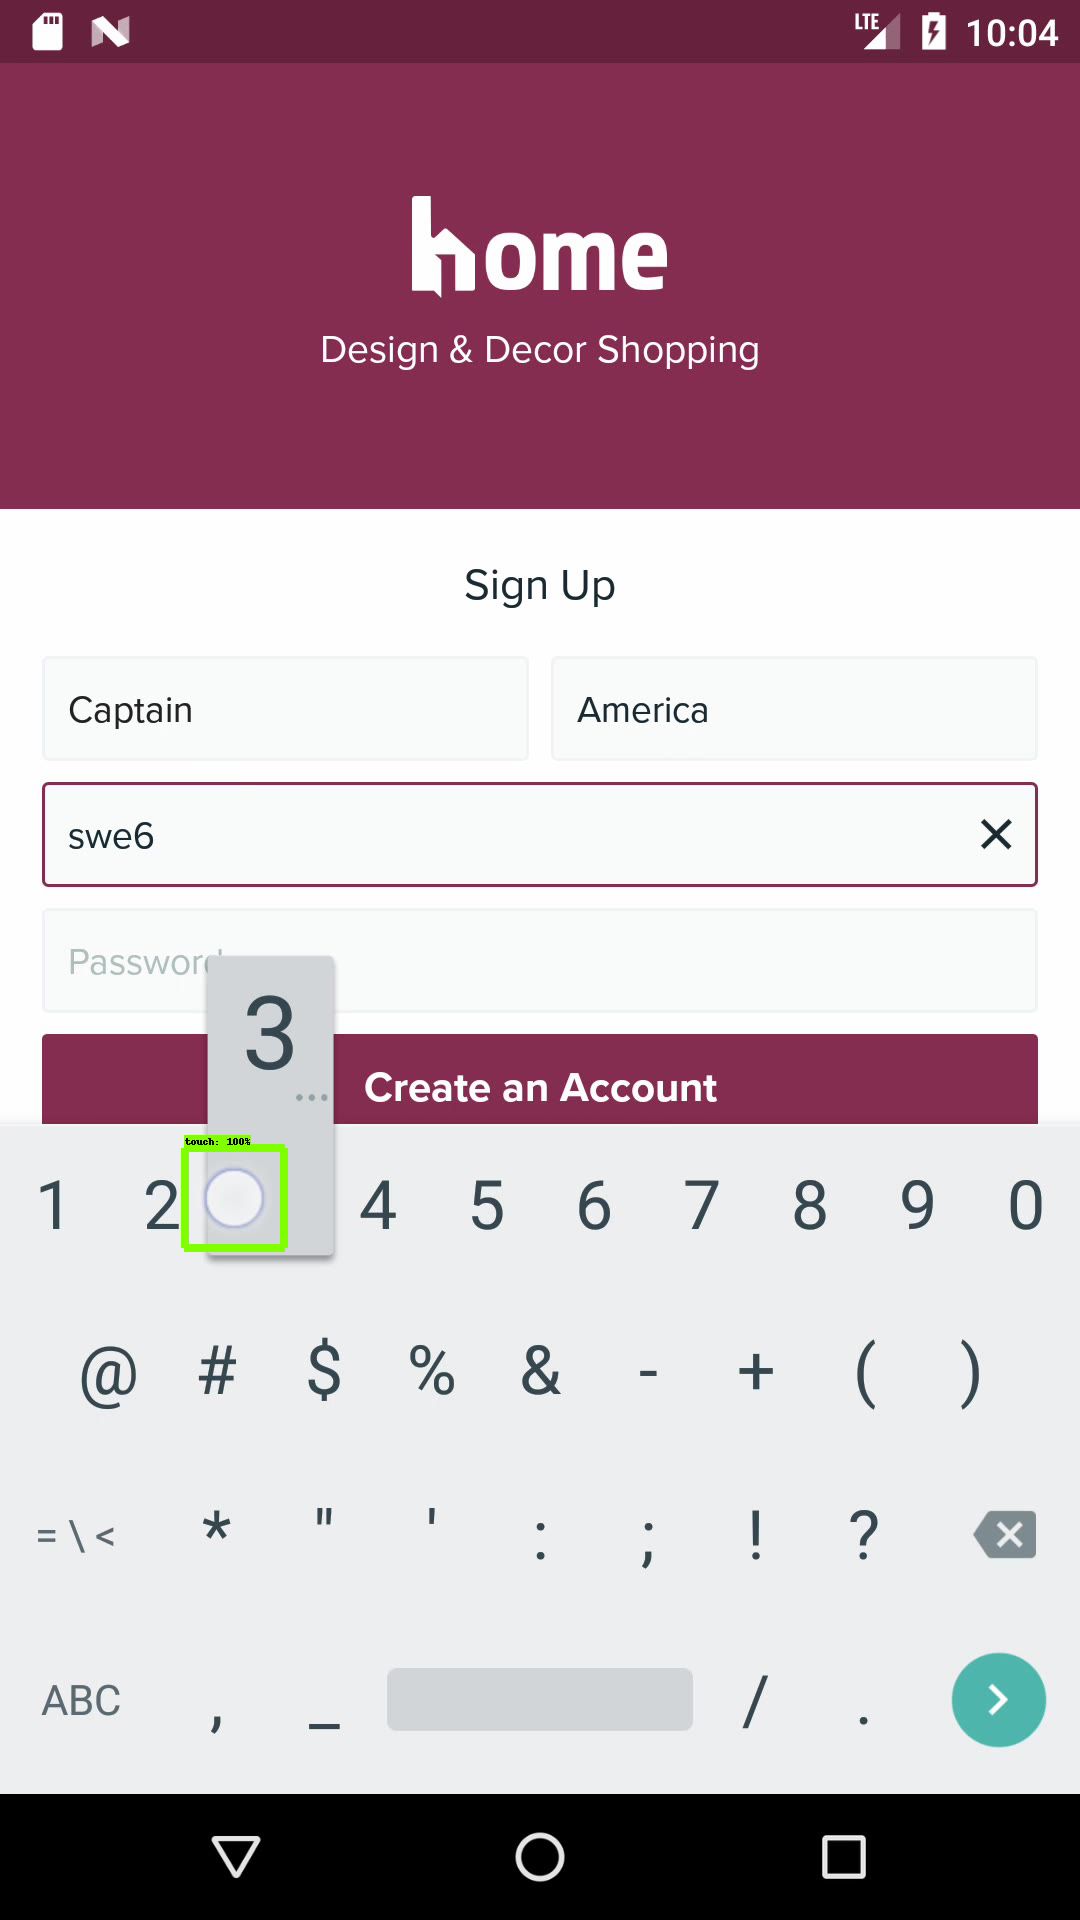 LTE 10:04
home
Design & Decor Shopping
Sign Up
Captain America
swe6
Password
3
...
Create an Account
touch: 100%
1 2 4 5 6 7 8 9 0
@ # $ % & - + ( )
= \ < * " ' : ; ! ?
ABC , _ / .